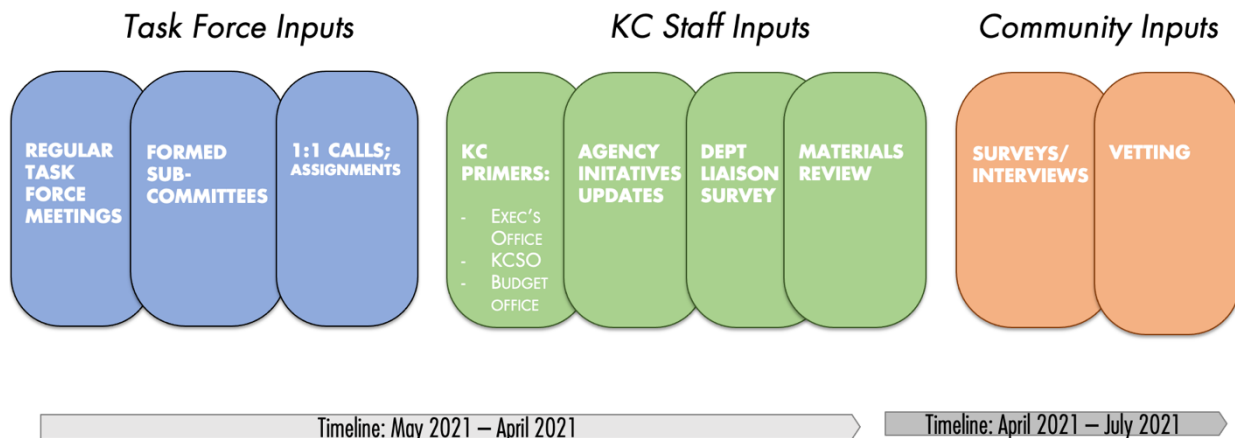 Task Force Inputs
KC Staff Inputs
Community Inputs
REGULAR
TASK
FORCE
MEETINGS
FORMED
SUB-
COMMITTEES
1:1 CALLS;
ASSIGNMENTS
KC
PRIMERS:
- EXEC'S
OFFICE
- KCSO
- BUDGET
OFFICE
AGENCY
INITATIVES
UPDATES
DEPT
LIAISON
SURVEY
MATERIALS
REVIEW
SURVEYS/
INTERVIEWS
VETTING
Timeline: May 2021 – April 2021
Timeline: April 2021 – July 2021